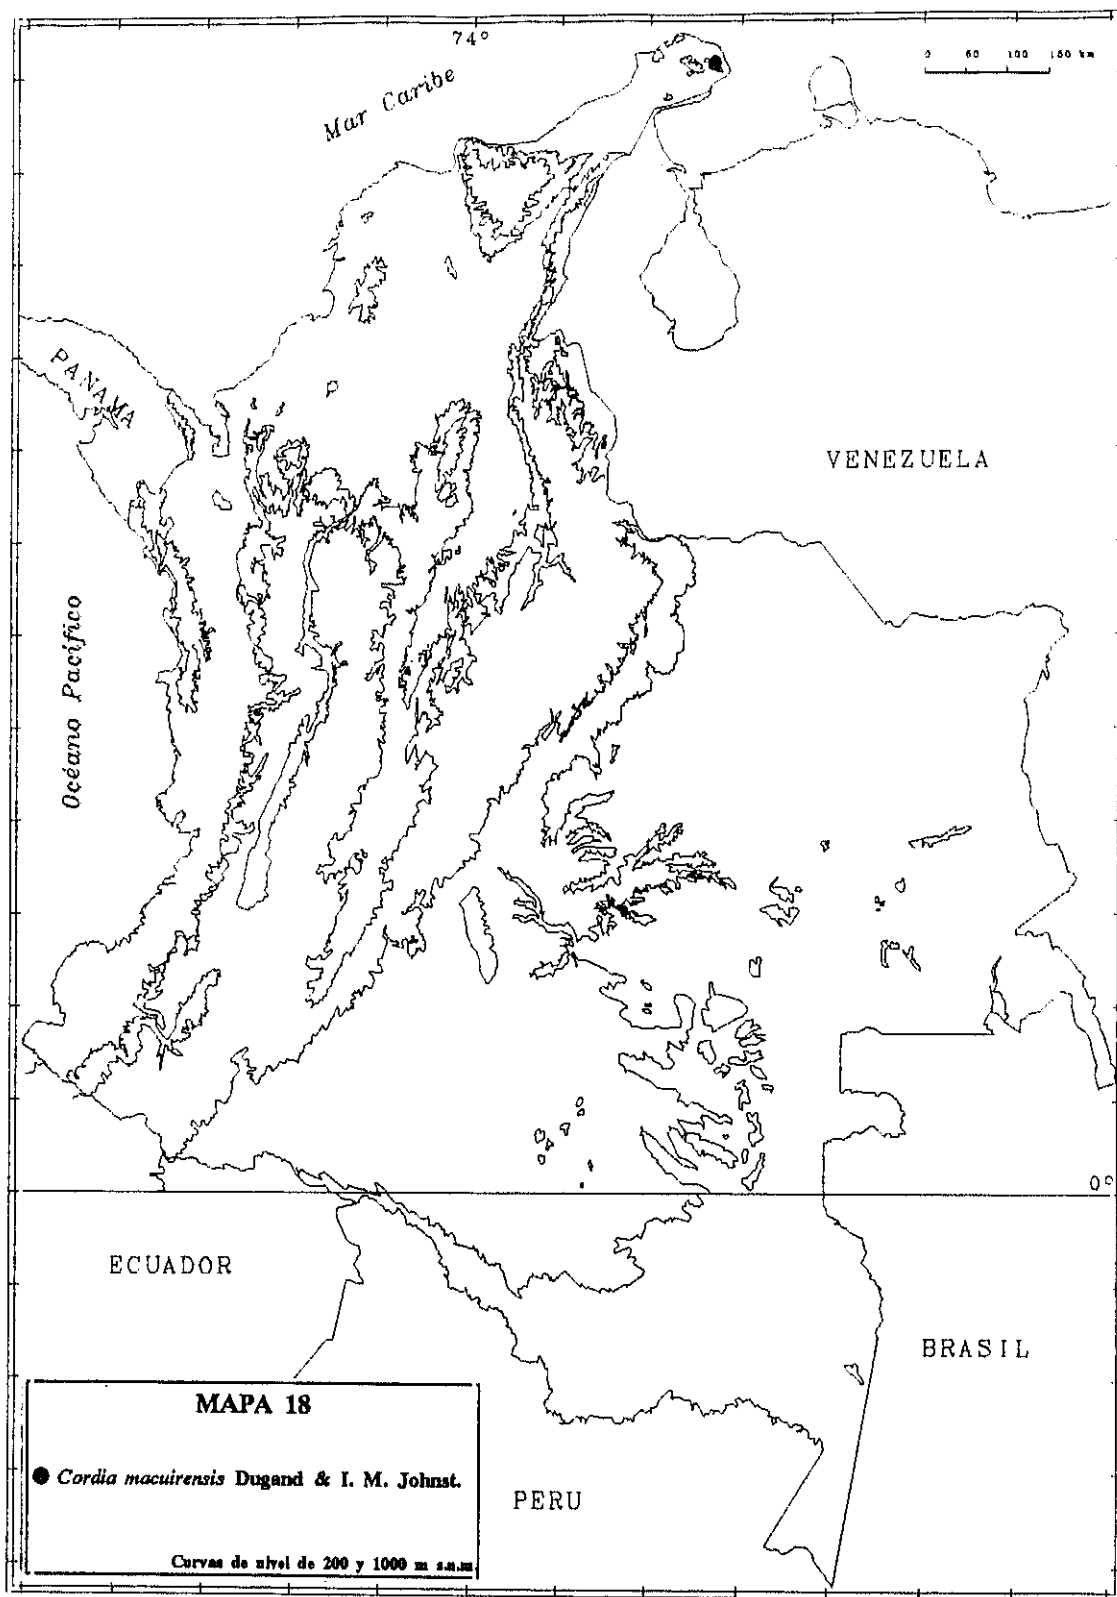 74°
0 50 100 150 km
Mar Caribe
PANAMA
VENEZUELA
Océano Pacífico
0°
ECUADOR
BRASIL
MAPA 18
● Cordia macuirensis Dugand & I. M. Johnst.
PERU
Curvas de nivel de 200 y 1000 m s.n.m.